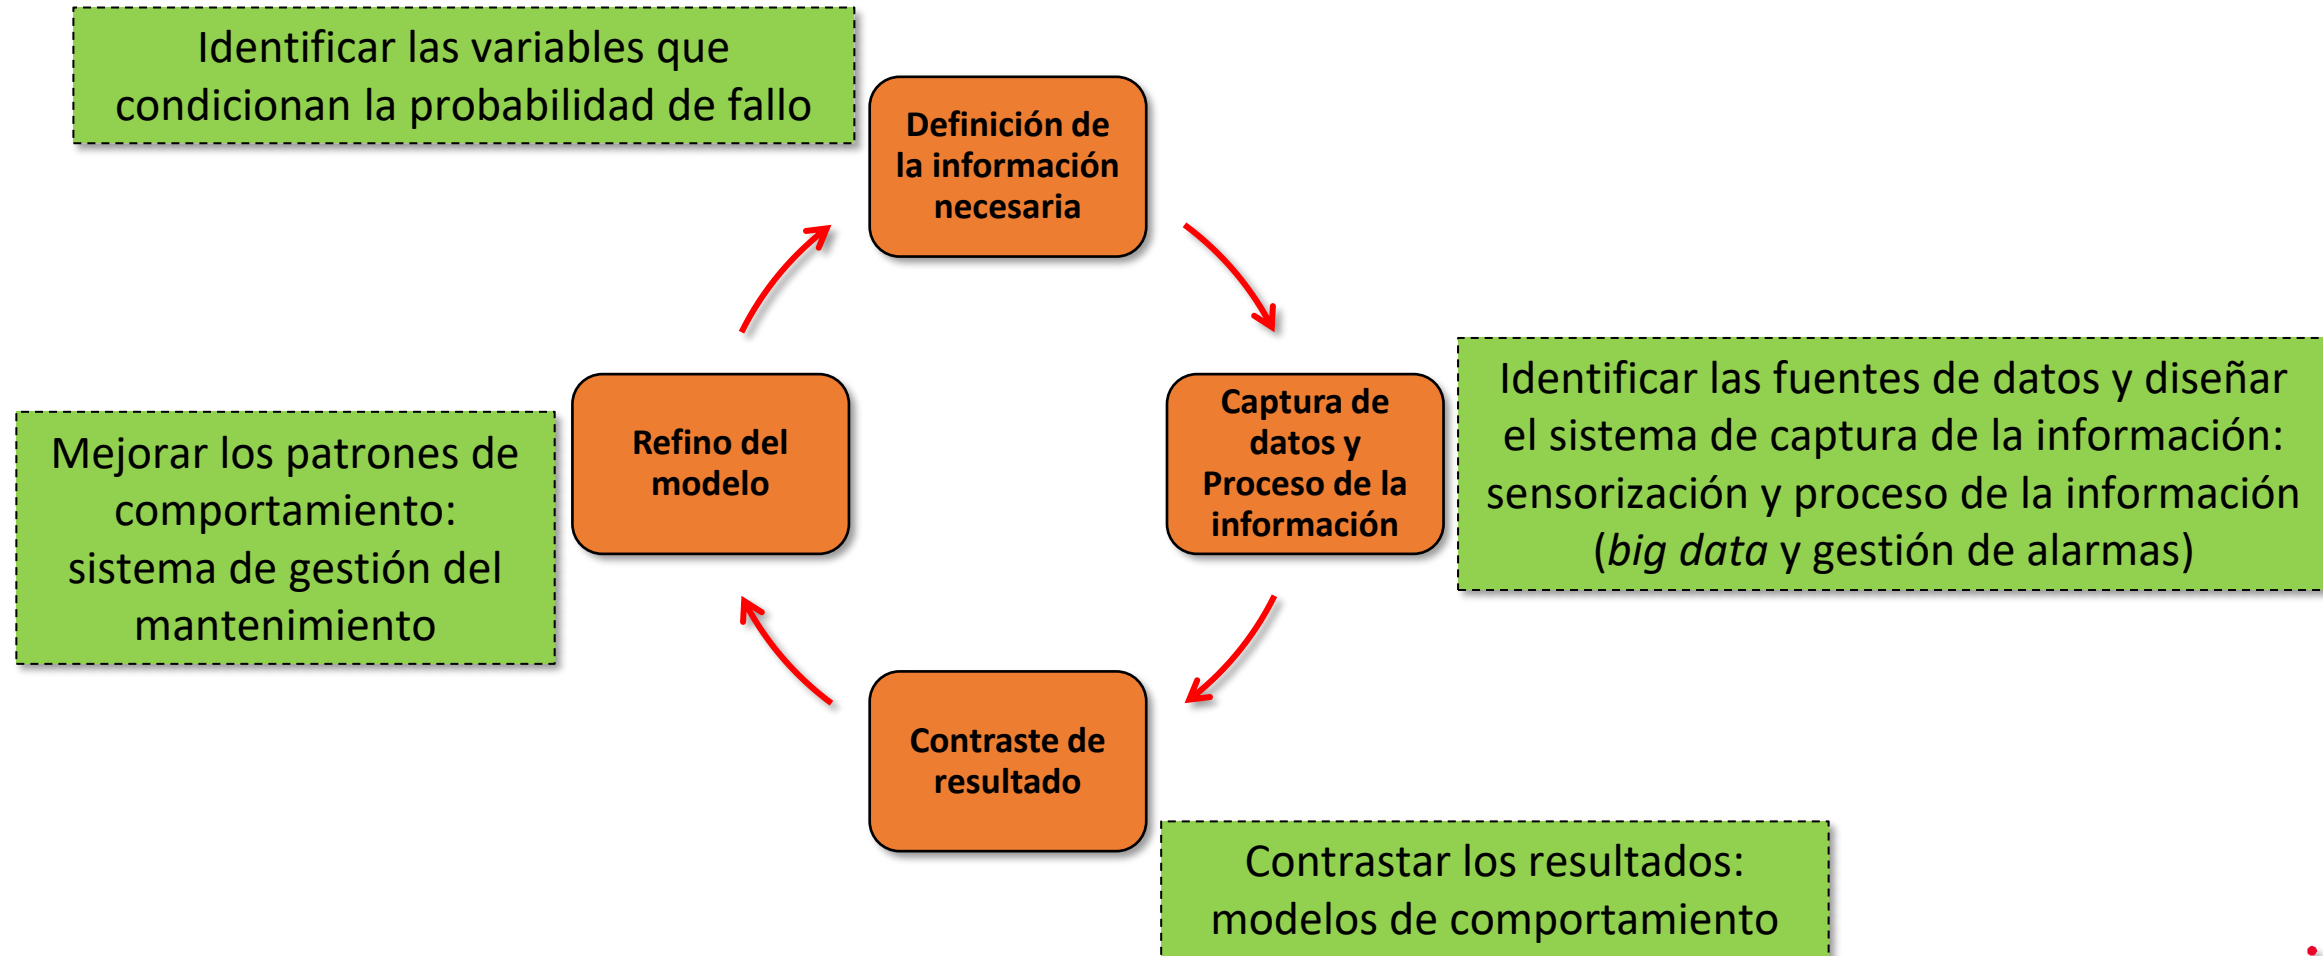 Identificar las variables que
condicionan la probabilidad de fallo
Definición de
la información
necesaria
Captura de
datos y
Proceso de la
información
Identificar las fuentes de datos y diseñar
el sistema de captura de la información:
sensorización y proceso de la información
(big data y gestión de alarmas)
Contraste de
resultado
Contrastar los resultados:
modelos de comportamiento
Refino del
modelo
Mejorar los patrones de
comportamiento:
sistema de gestión del
mantenimiento